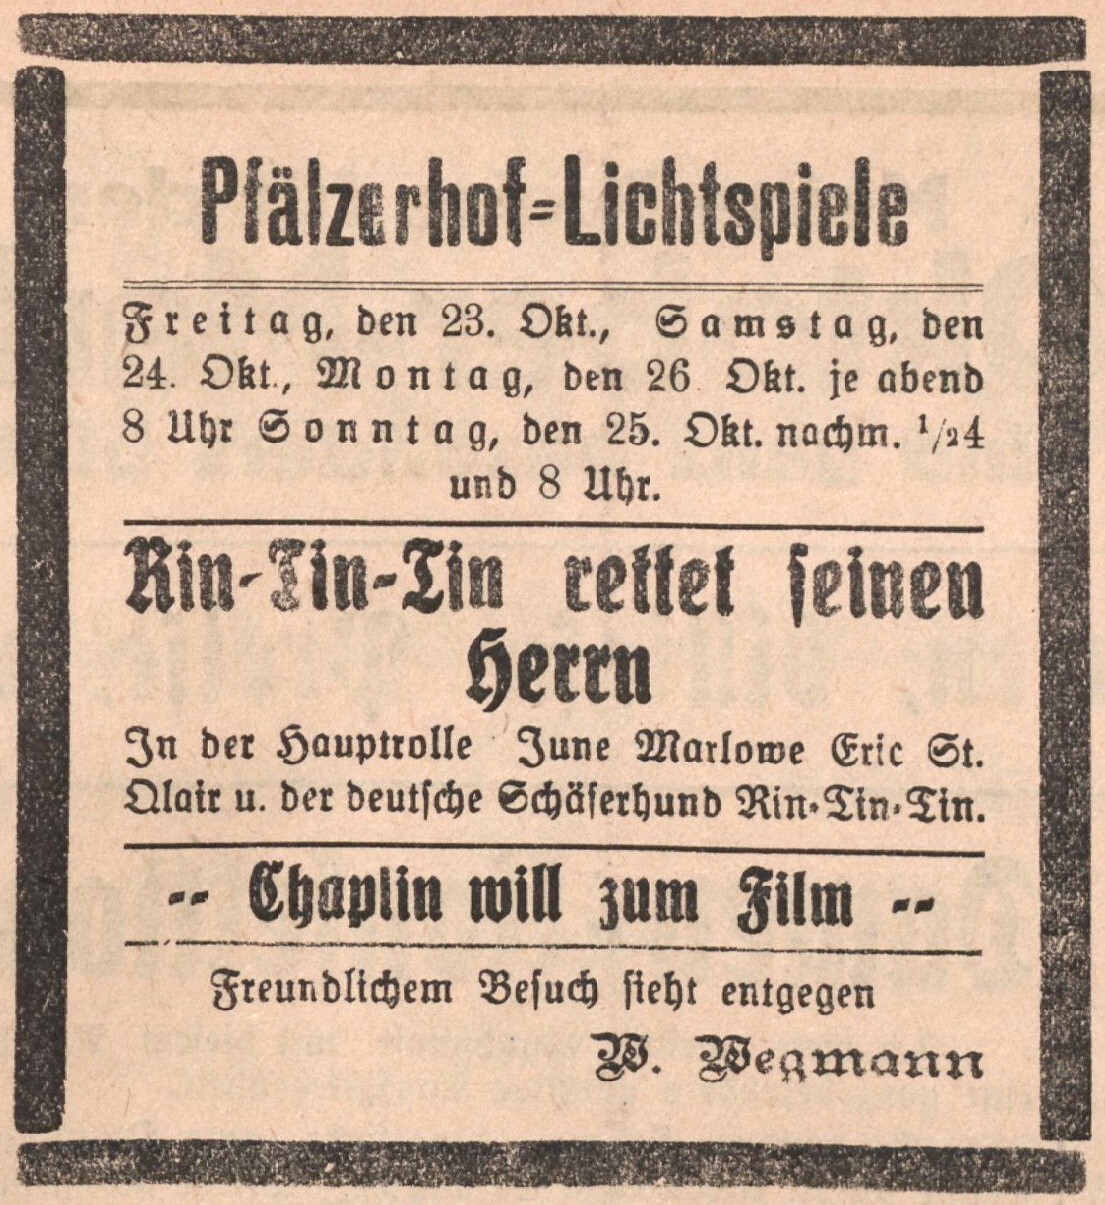 Pfälzerhof=Lichtspiele
Freitag, den 23. Okt., Samstag, den
24. Okt., Montag, den 26 Okt. je abend
8 Uhr Sonntag, den 25. Okt. nachm. 1/24
und 8 Uhr.
Rin-Tin-Tin rettet seinen
Herrn
In der Hauptrolle June Marlowe Eric St.
Olair u. der deutsche Schäferhund Rin-Tin-Tin.
-- Chaplin will zum Film --
Freundlichem Besuch sieht entgegen
W. Wegmann